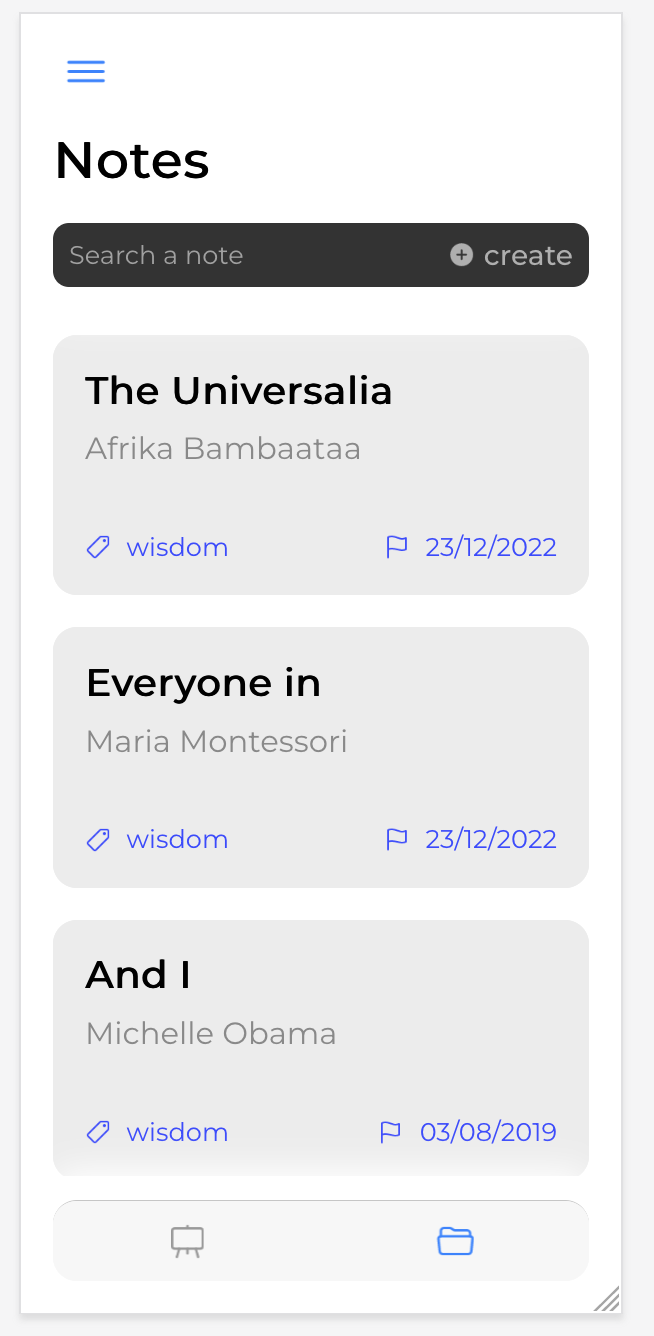 Notes
Search a note create
The Universalia
Afrika Bambaataa
wisdom 23/12/2022
Everyone in
Maria Montessori
wisdom 23/12/2022
And I
Michelle Obama
wisdom 03/08/2019